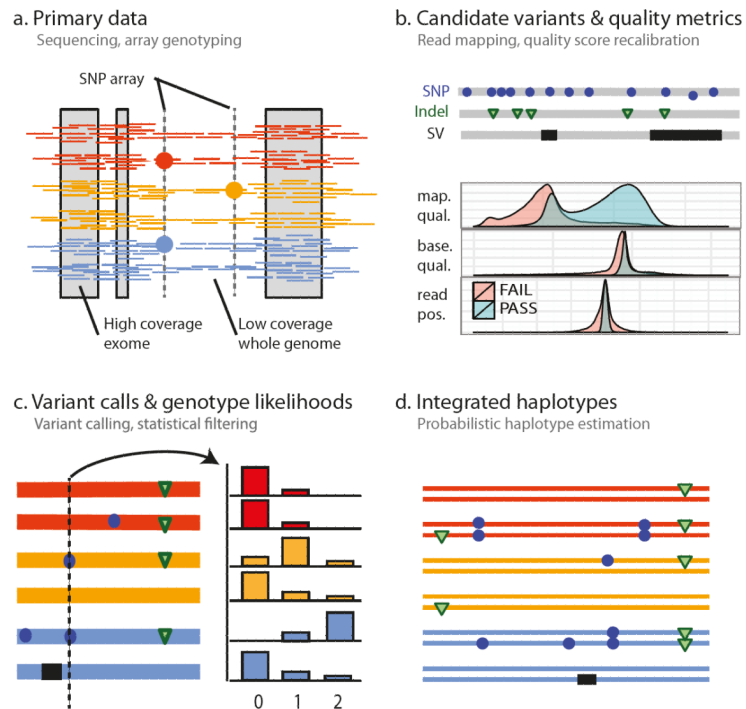 a. Primary data
Sequencing, array genotyping
SNP array
High coverage
exome
Low coverage
whole genome
b. Candidate variants & quality metrics
Read mapping, quality score recalibration
SNP
Indel
SV
map.
qual.
base.
qual.
read
pos.
FAIL
PASS
c. Variant calls & genotype likelihoods
Variant calling, statistical filtering
0 1 2
d. Integrated haplotypes
Probabilistic haplotype estimation